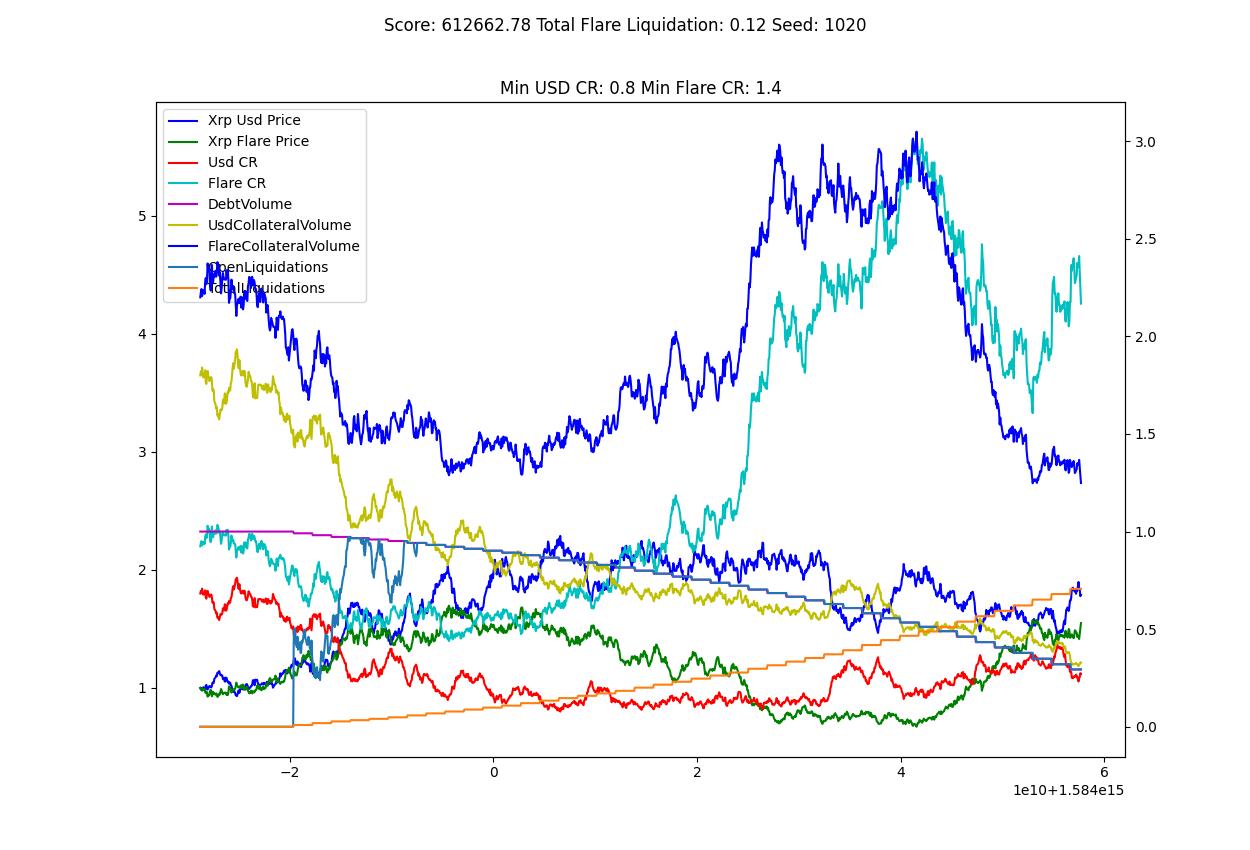 Score: 612662.78 Total Flare Liquidation: 0.12 Seed: 1020
Min USD CR: 0.8 Min Flare CR: 1.4
Xrp Usd Price
Xrp Flare Price
Usd CR
Flare CR
DebtVolume
UsdCollateralVolume
FlareCollateralVolume
OpenLiquidations
TotalLiquidations
5
4
3
2
1
3.0
2.5
2.0
1.5
1.0
0.5
0.0
−2
0
2
4
6
1e10+1.584e15